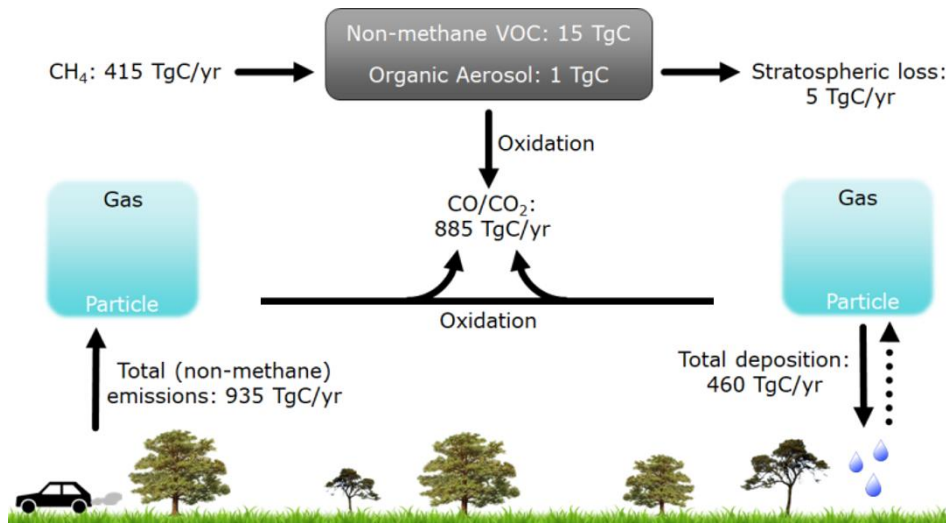 Non-methane VOC: 15 TgC
Organic Aerosol: 1 TgC
CH₄: 415 TgC/yr
Stratospheric loss:
5 TgC/yr
Oxidation
CO/CO₂:
885 TgC/yr
Gas
Particle
Gas
Particle
Oxidation
Total (non-methane)
emissions: 935 TgC/yr
Total deposition:
460 TgC/yr